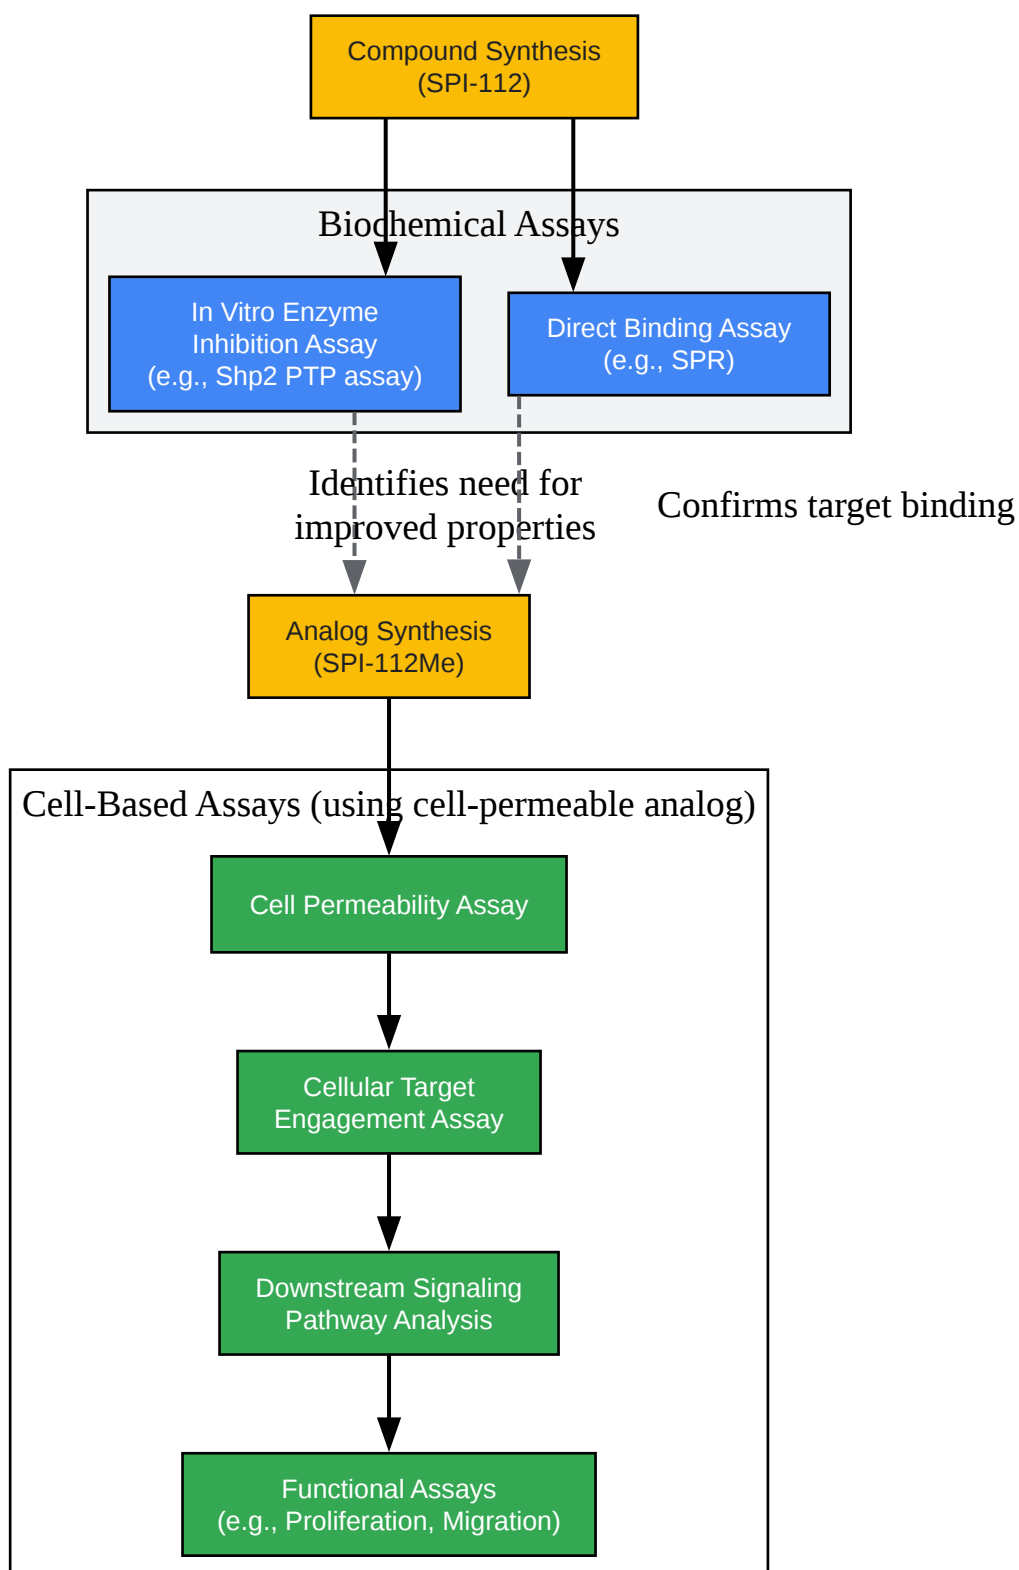 Compound Synthesis
(SPI-112)
Biochemical Assays
In Vitro Enzyme
Inhibition Assay
(e.g., Shp2 PTP assay)
Direct Binding Assay
(e.g., SPR)
Identifies need for
improved properties
Confirms target binding
Analog Synthesis
(SPI-112Me)
Cell-Based Assays (using cell-permeable analog)
Cell Permeability Assay
Cellular Target
Engagement Assay
Downstream Signaling
Pathway Analysis
Functional Assays
(e.g., Proliferation, Migration)